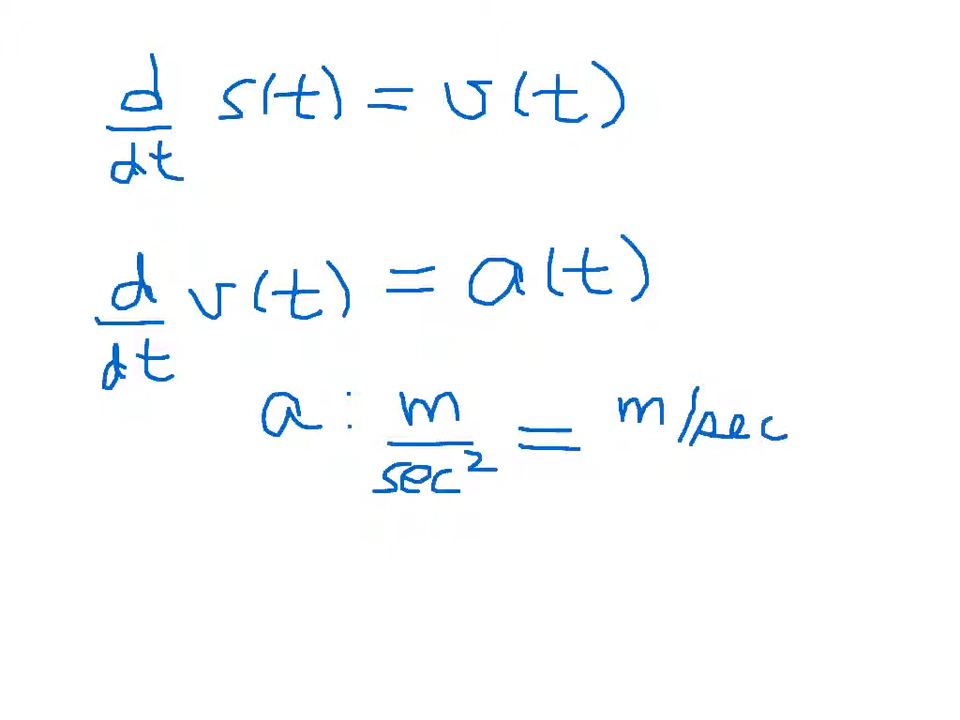 d/dt s(t) = v(t)
d/dt v(t) = a(t)
a : m/sec² = m/sec